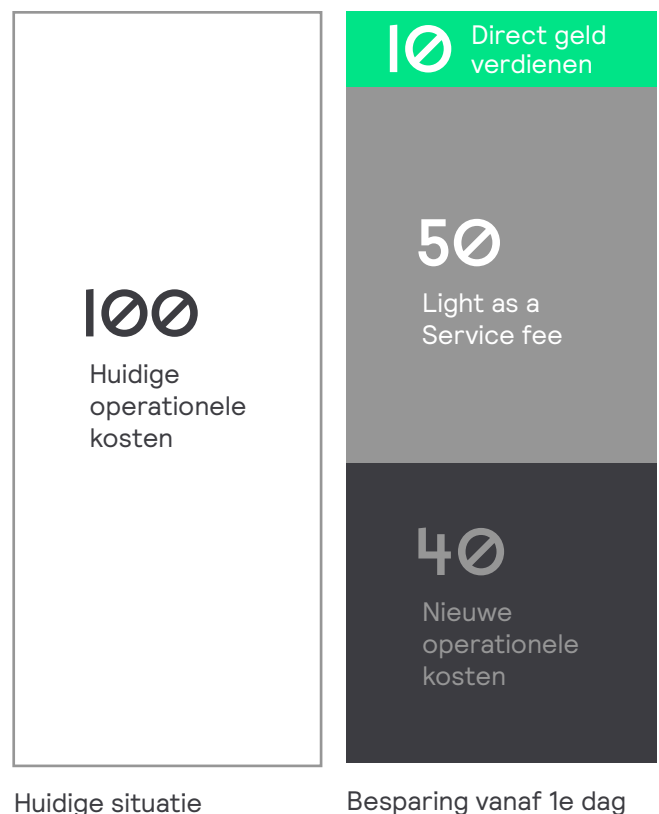 100
Huidige
operationele
kosten
Huidige situatie
10
Direct geld
verdienen
50
Light as a
Service fee
40
Nieuwe
operationele
kosten
Besparing vanaf 1e dag